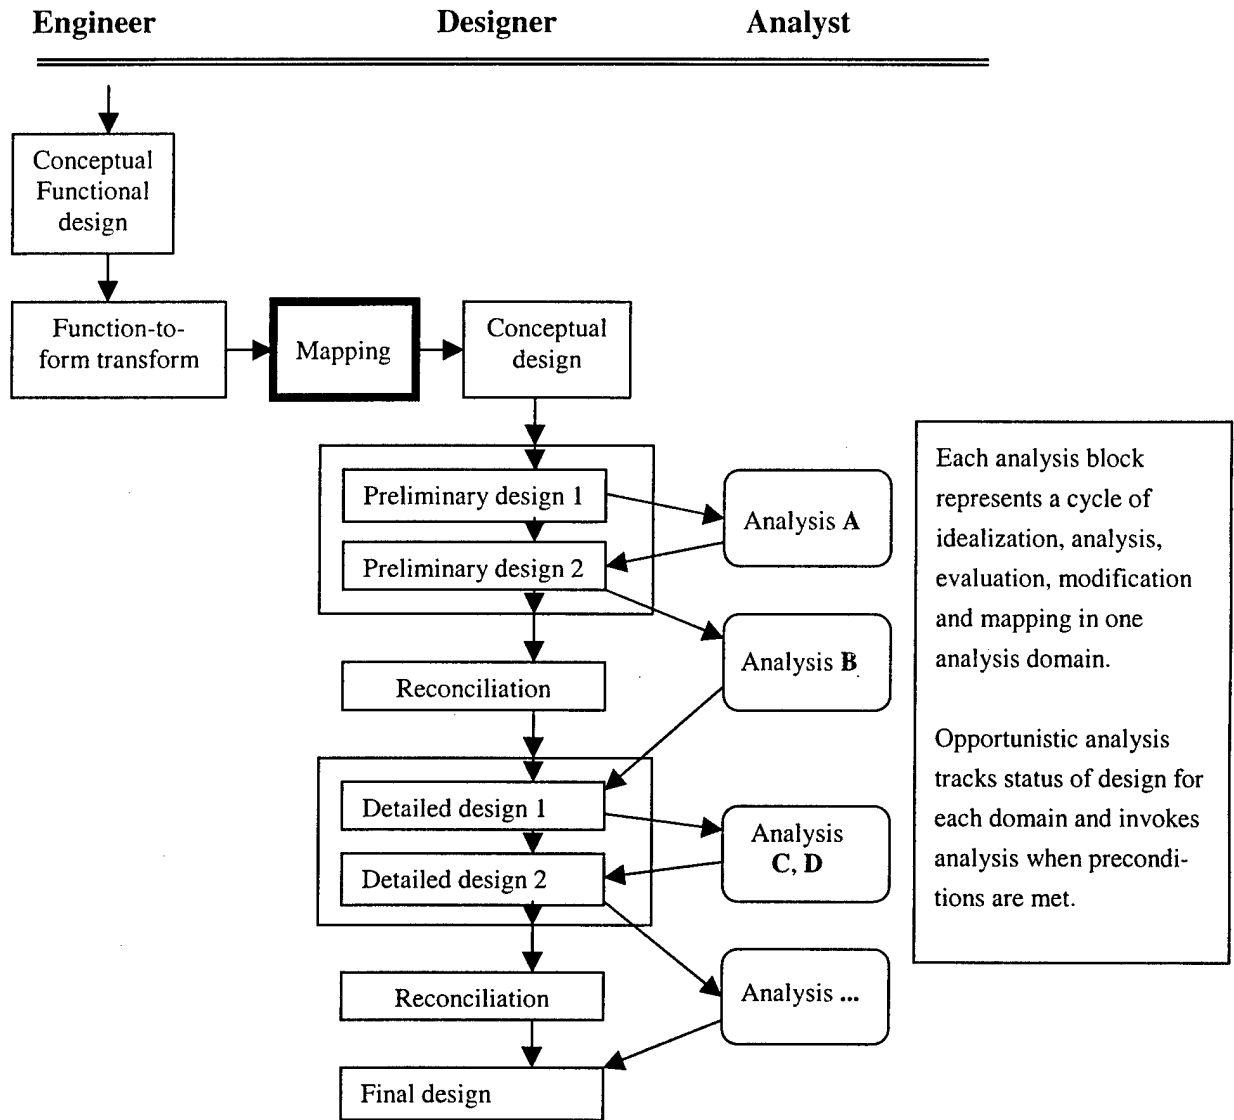 Engineer Designer Analyst
Conceptual
Functional
design
Function-to-
form transform
Mapping
Conceptual
design
Preliminary design 1
Analysis A
Preliminary design 2
Analysis B
Reconciliation
Detailed design 1
Analysis
C, D
Detailed design 2
Reconciliation
Analysis ...
Final design
Each analysis block
represents a cycle of
idealization, analysis,
evaluation, modification
and mapping in one
analysis domain.
Opportunistic analysis
tracks status of design for
each domain and invokes
analysis when precondi-
tions are met.